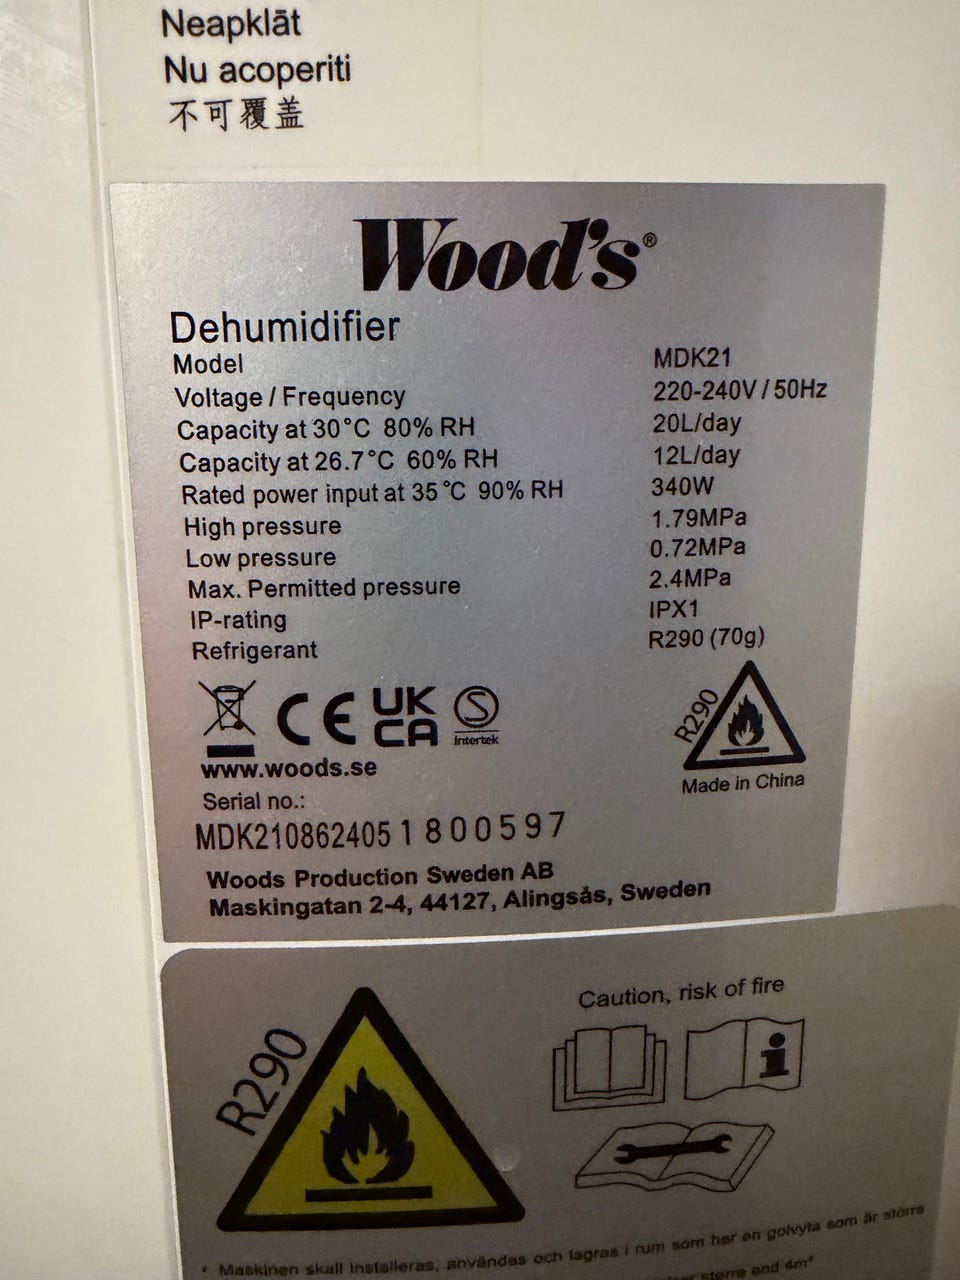 Neapklāt
Nu acoperiti
不可覆盖
Wood's®
Dehumidifier
Model MDK21
Voltage / Frequency 220-240V / 50Hz
Capacity at 30°C 80% RH 20L/day
Capacity at 26.7°C 60% RH 12L/day
Rated power input at 35°C 90% RH 340W
High pressure 1.79MPa
Low pressure 0.72MPa
Max. Permitted pressure 2.4MPa
IP-rating IPX1
Refrigerant R290 (70g)
CE UK CA S Intertek
R290
www.woods.se
Made in China
Serial no.:
MDK210862405 1800597
Woods Production Sweden AB
Maskingatan 2-4, 44127, Alingsås, Sweden
R290
Caution, risk of fire
i
* Maskinen skall installeras, användas och lagras i rum som har en golvyta som är större
större end 4m²